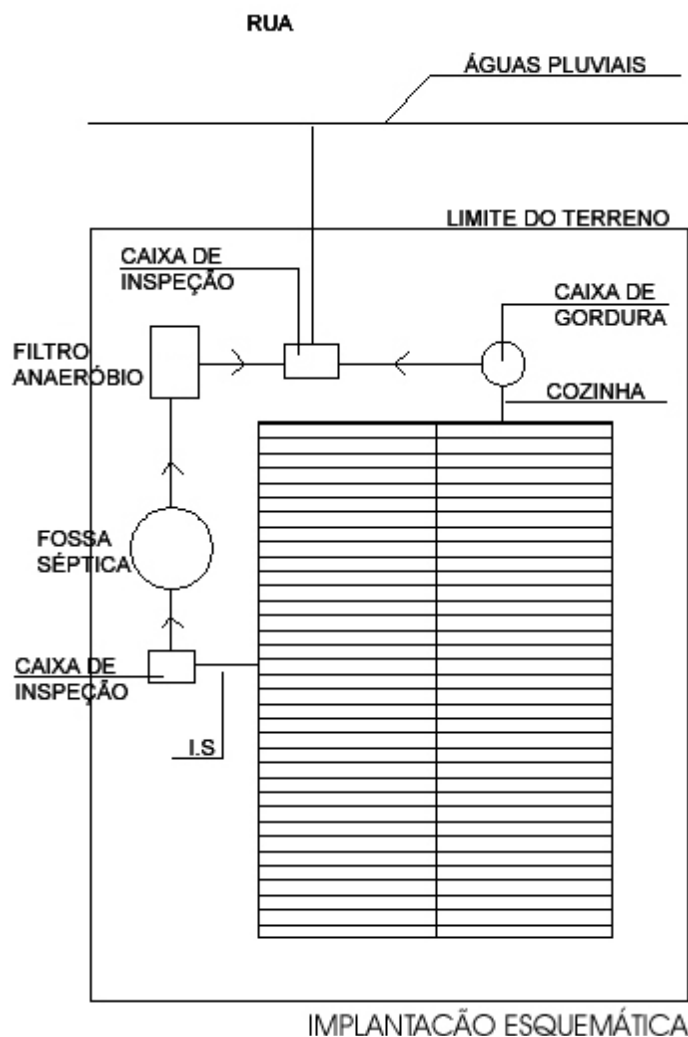 RUA
ÁGUAS PLUVIAIS
LIMITE DO TERRENO
CAIXA DE
INSPEÇÃO
CAIXA DE
GORDURA
FILTRO
ANAERÓBIO
COZINHA
FOSSA
SÉPTICA
CAIXA DE
INSPEÇÃO
I.S
IMPLANTAÇÃO ESQUEMÁTICA